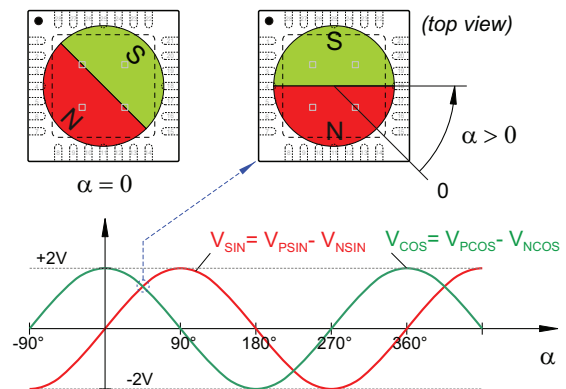 S
N
α = 0
(top view)
S
N
α > 0
0
V_SIN = V_PSIN - V_NSIN
V_COS = V_PCOS - V_NCOS
+2V
-90° 90° 180° 270° 360° α
-2V